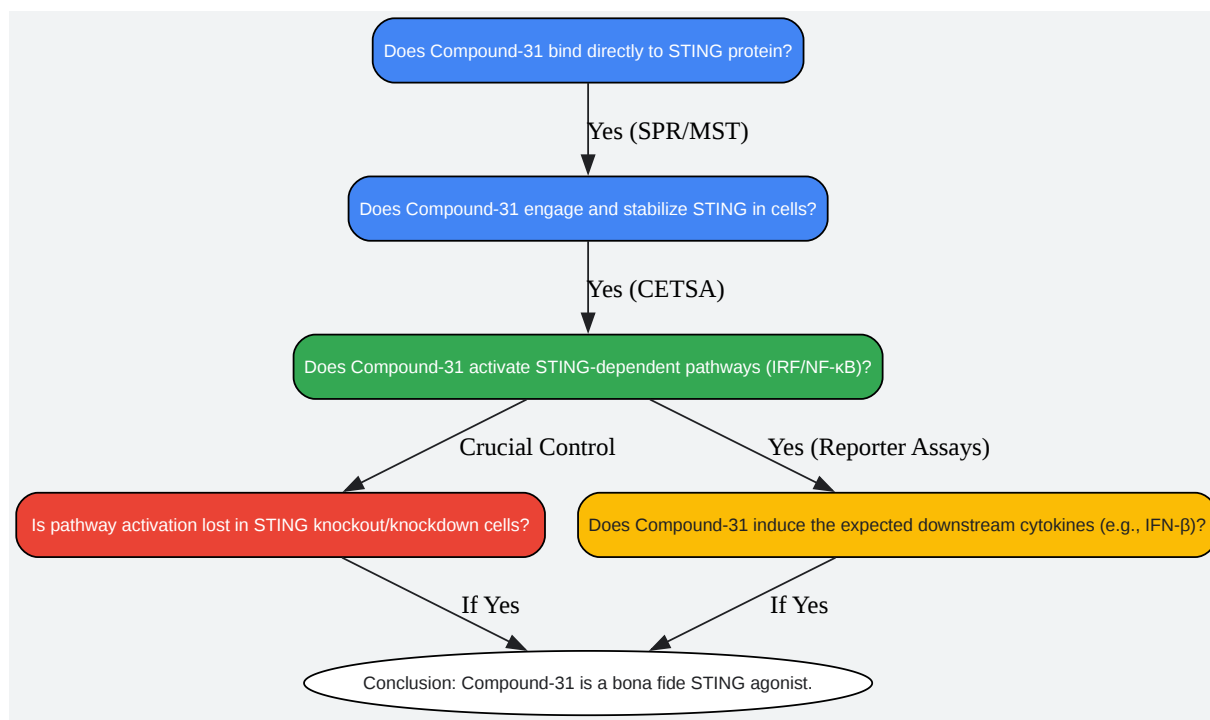 Does Compound-31 bind directly to STING protein?
Yes (SPR/MST)
Does Compound-31 engage and stabilize STING in cells?
Yes (CETSA)
Does Compound-31 activate STING-dependent pathways (IRF/NF-κB)?
Crucial Control
Yes (Reporter Assays)
Is pathway activation lost in STING knockout/knockdown cells?
Does Compound-31 induce the expected downstream cytokines (e.g., IFN-β)?
If Yes
If Yes
Conclusion: Compound-31 is a bona fide STING agonist.